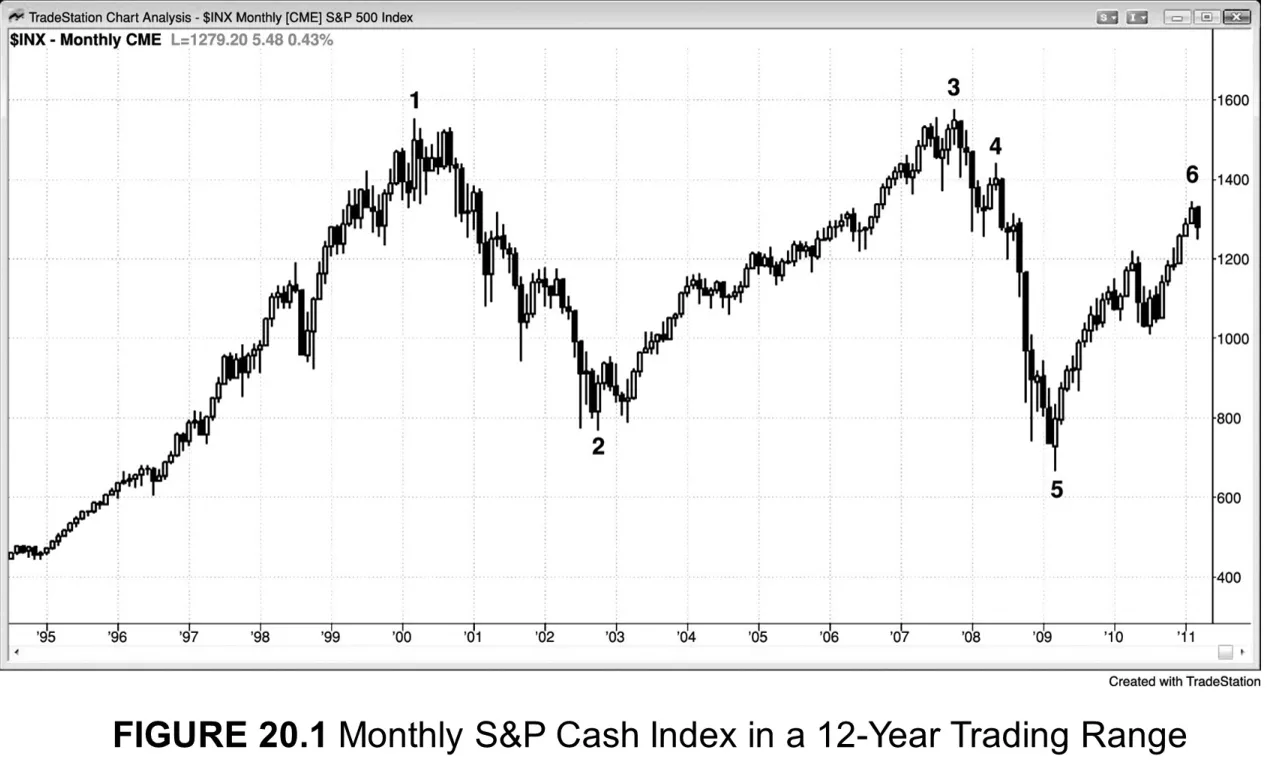 TradeStation Chart Analysis - $INX Monthly [CME] S&P 500 Index
S
I
$INX - Monthly CME L=1279.20 5.48 0.43%
1
3
1600
4
6
1400
1200
1000
800
2
5
600
400
'95 '96 '97 '98 '99 '00 '01 '02 '03 '04 '05 '06 '07 '08 '09 '10 '11
Created with TradeStation
FIGURE 20.1 Monthly S&P Cash Index in a 12-Year Trading Range